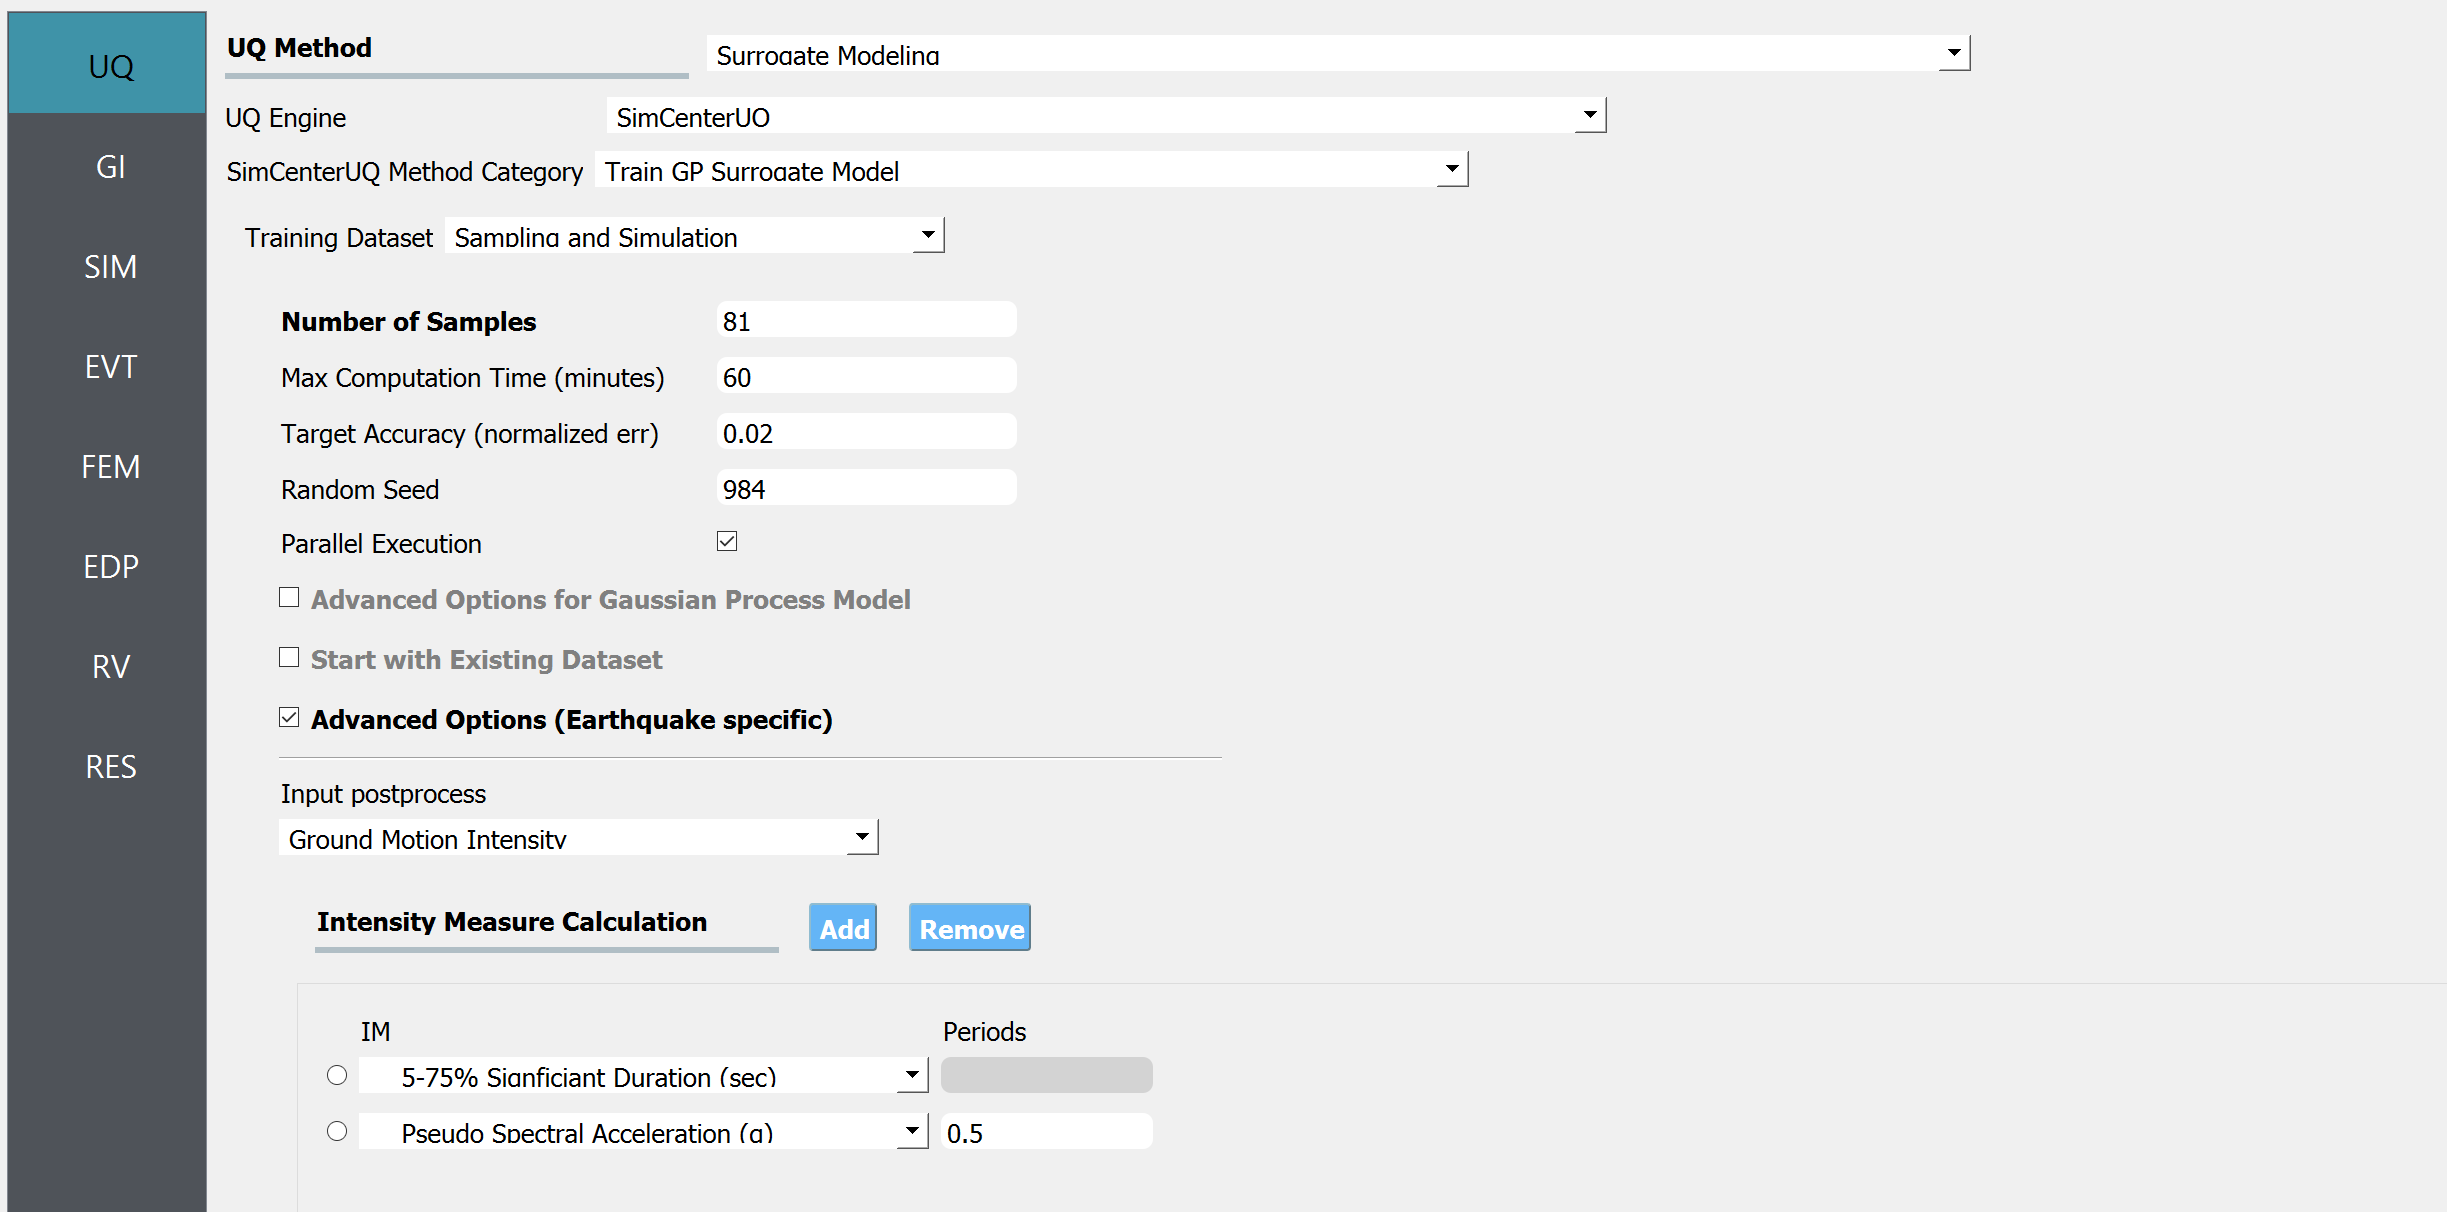 UQ
GI
SIM
EVT
FEM
EDP
RV
RES
UQ Method Surrogate Modeling
UQ Engine SimCenterUQ
SimCenterUQ Method Category Train GP Surrogate Model
Training Dataset Sampling and Simulation
Number of Samples 81
Max Computation Time (minutes) 60
Target Accuracy (normalized err) 0.02
Random Seed 984
Parallel Execution
Advanced Options for Gaussian Process Model
Start with Existing Dataset
Advanced Options (Earthquake specific)
Input postprocess
Ground Motion Intensity
Intensity Measure Calculation Add Remove
IM Periods
5-75% Signficiant Duration (sec)
Pseudo Spectral Acceleration (g) 0.5